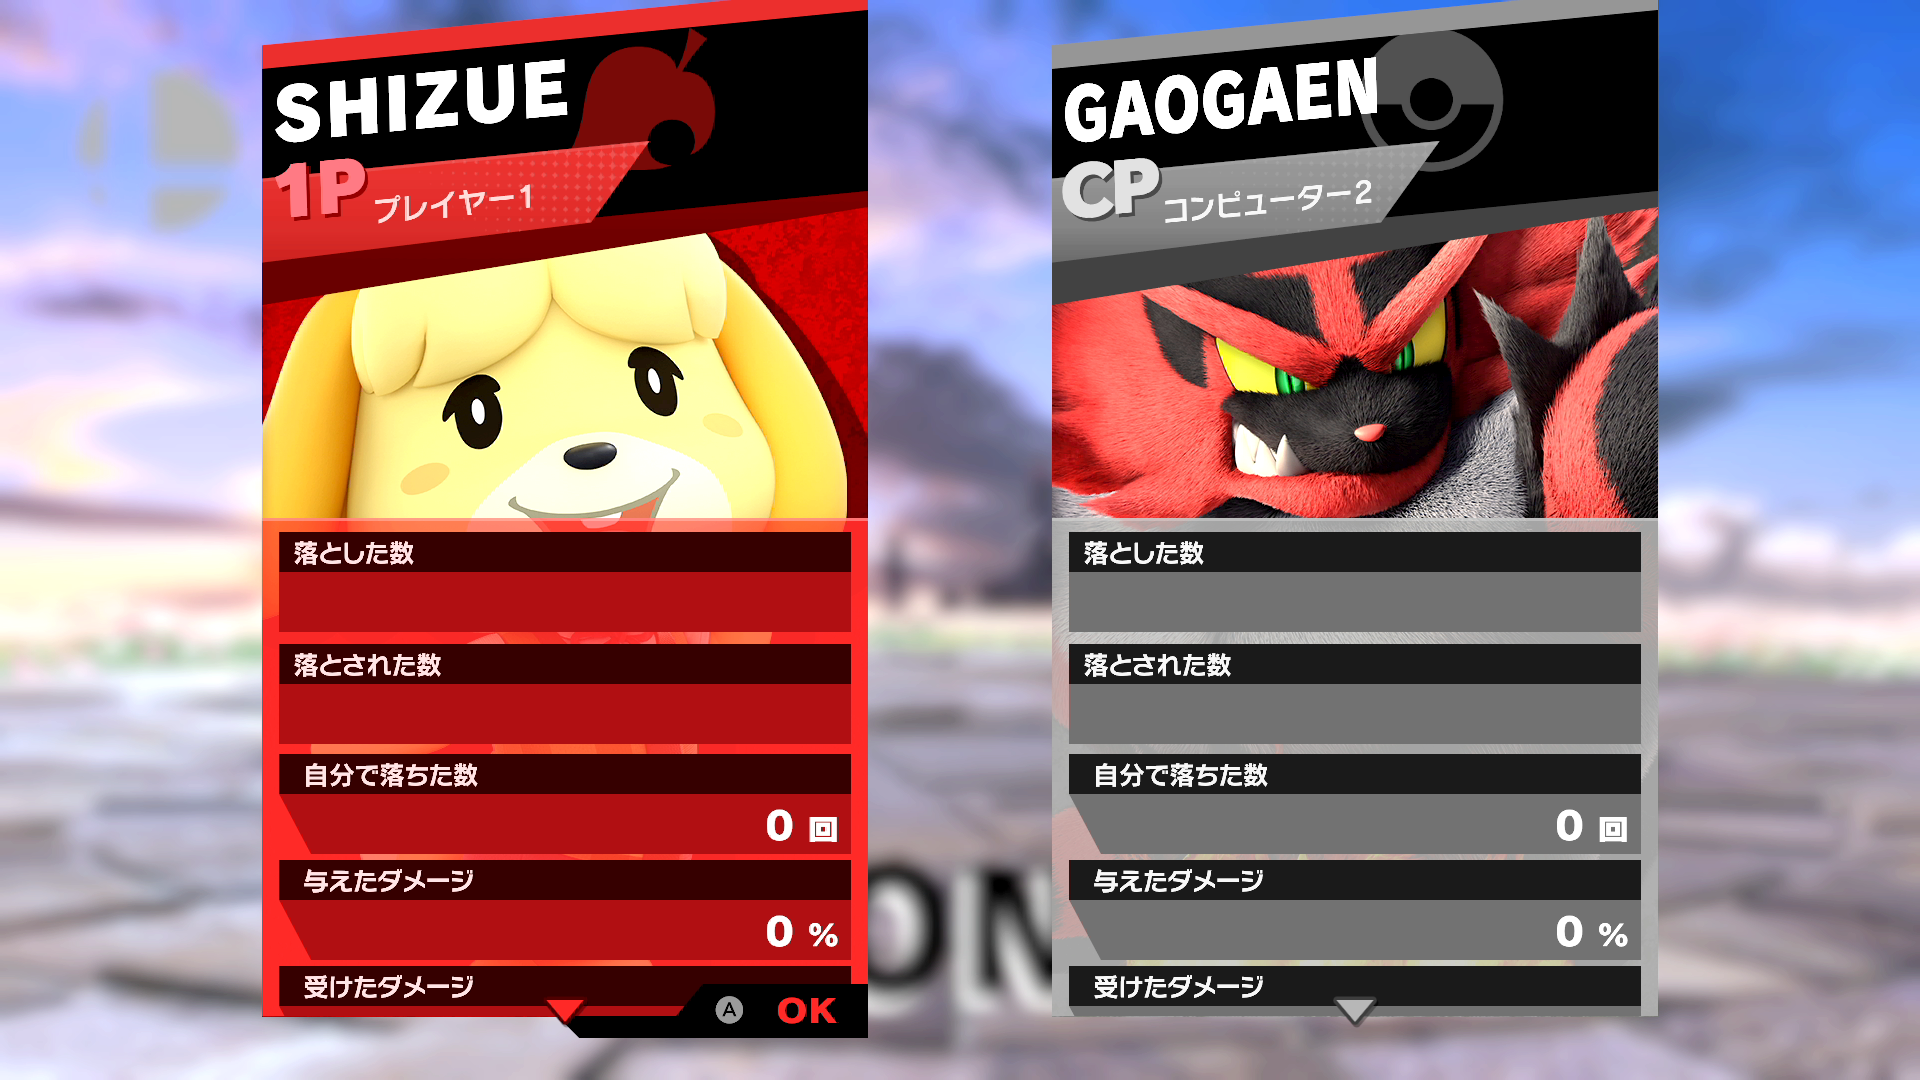 SHIZUE
1P プレイヤー1
落とした数
落とされた数
自分で落ちた数
0 回
与えたダメージ
0 %
受けたダメージ
A OK
GAOGAEN
CP コンピューター2
落とした数
落とされた数
自分で落ちた数
0 回
与えたダメージ
0 %
受けたダメージ
ON